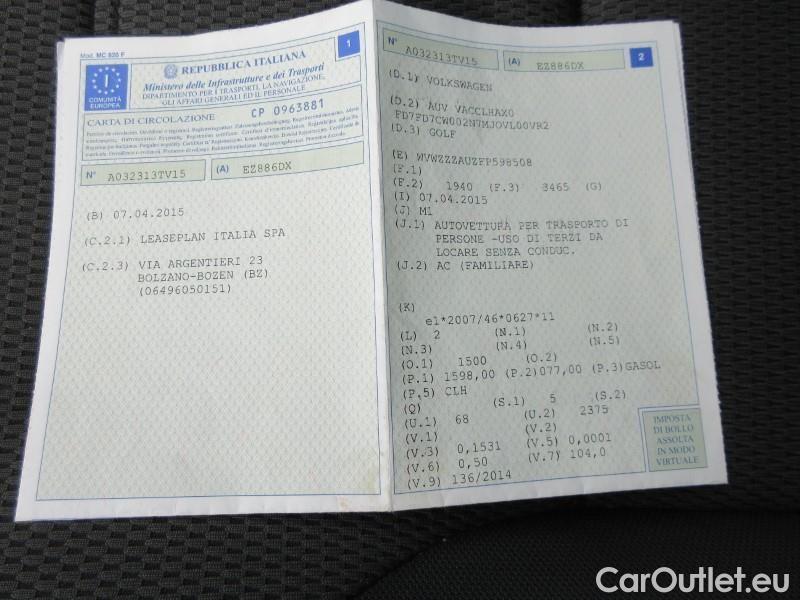 Mod. MC 820 F
1
I
COMUNITÀ
EUROPEA
REPUBBLICA ITALIANA
Ministero delle Infrastrutture e dei Trasporti
DIPARTIMENTO PER I TRASPORTI, LA NAVIGAZIONE,
GLI AFFARI GENERALI ED IL PERSONALE
CARTA DI CIRCOLAZIONE CP 0963881
N° A032313TV15 (A) EZ886DX
(B) 07.04.2015
(C.2.1) LEASEPLAN ITALIA SPA
(C.2.3) VIA ARGENTIERI 23
BOLZANO-BOZEN (BZ)
(06496050151)
N° A032313TV15 (A) EZ886DX 2
(D.1) VOLKSWAGEN
(D.2) AUV VACCLHAX0
FD7FD7CW002N7MJOVL00VR2
(D.3) GOLF
(E) WVWZZZAUZFP598508
(F.1)
(F.2) 1940 (F.3) 3465 (G)
(I) 07.04.2015
(J) M1
(J.1) AUTOVETTURA PER TRASPORTO DI
PERSONE -USO DI TERZI DA
LOCARE SENZA CONDUC.
(J.2) AC (FAMILIARE)
(K)
e1*2007/46*0627*11
(L) 2 (N.1) (N.2)
(N.3) (N.4) (N.5)
(O.1) 1500 (O.2)
(P.1) 1598,00 (P.2)077,00 (P.3)GASOL
(P.5) CLH
(Q) (S.1) 5 (S.2)
(U.1) 68 (U.2) 2375
(V.1) (V.2)
(V.3) 0,1531 (V.5) 0,0001
(V.6) 0,50 (V.7) 104,0
(V.9) 136/2014
IMPOSTA
DI BOLLO
ASSOLTA
IN MODO
VIRTUALE
CarOutlet.eu